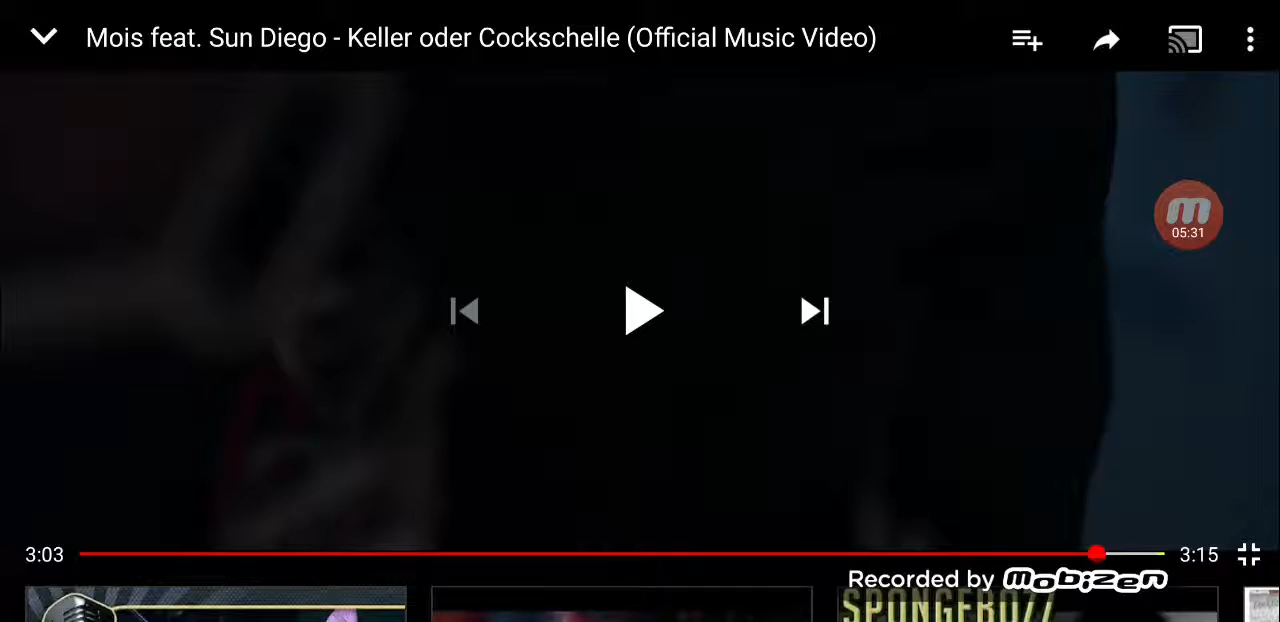 Mois feat. Sun Diego - Keller oder Cockschelle (Official Music Video)
m
05:31
3:03
3:15
Recorded by Mobizen
SPONGEBOZZ